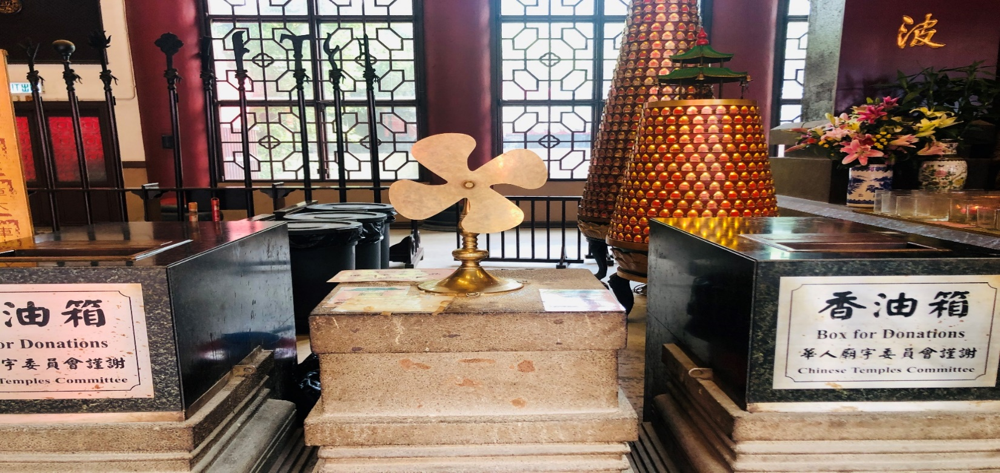 波
出
油箱
or Donations
宇委員會謹謝
Temples Committee
香油箱
Box for Donations
華人廟宇委員會謹謝
Chinese Temples Committee